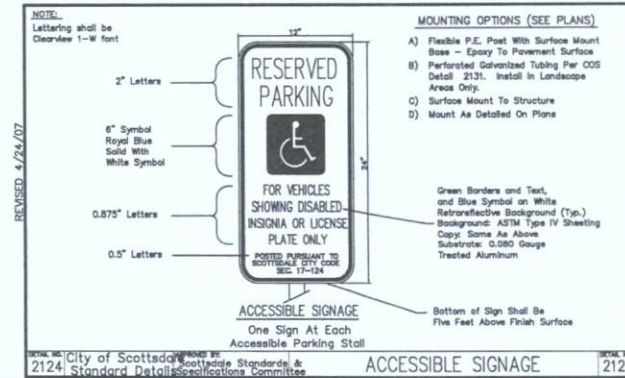 NOTE:
Lettering shall be
Clearview 1-W font
REVISED 4/24/07
2" Letters
6" Symbol
Royal Blue
Solid With
White Symbol
0.875" Letters
0.5" Letters
12"
24"
RESERVED
PARKING
FOR VEHICLES
SHOWING DISABLED
INSIGNIA OR LICENSE
PLATE ONLY
POSTED PURSUANT TO
SCOTTSDALE CITY CODE
SEC. 17-124
ACCESSIBLE SIGNAGE
One Sign At Each
Accessible Parking Stall
MOUNTING OPTIONS (SEE PLANS)
A) Flexible P.E. Post With Surface Mount
Base - Epoxy To Pavement Surface
B) Perforated Galvanized Tubing Per COS
Detail 2131. Install In Landscape
Areas Only.
C) Surface Mount To Structure
D) Mount As Detailed On Plans
Green Borders and Text,
and Blue Symbol on White
Retroreflective Background (Typ.)
Background: ASTM Type IV Sheeting
Copy: Same As Above
Substrate: 0.080 Gauge
Treated Aluminum
Bottom of Sign Shall Be
Five Feet Above Finish Surface
DETAIL NO.
2124
City of Scottsdale
Standard Details
APPROVED BY:
Scottsdale Standards &
Specifications Committee
ACCESSIBLE SIGNAGE
DETAIL
212